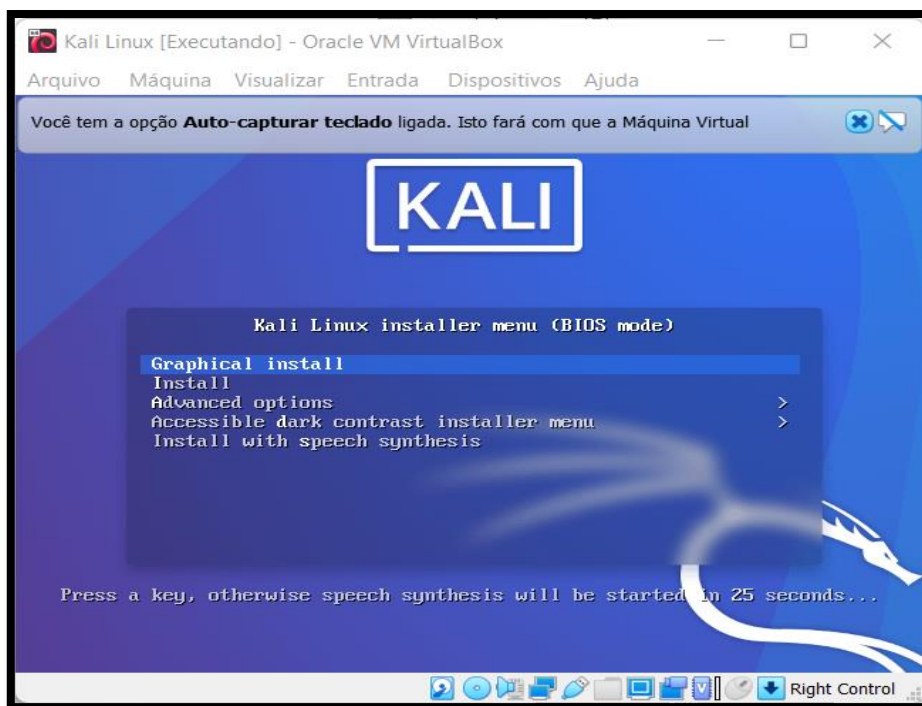 Kali Linux [Executando] - Oracle VM VirtualBox
Arquivo Máquina Visualizar Entrada Dispositivos Ajuda
Você tem a opção Auto-capturar teclado ligada. Isto fará com que a Máquina Virtual
KALI
Kali Linux installer menu (BIOS mode)
Graphical install
Install
Advanced options >
Accessible dark contrast installer menu >
Install with speech synthesis
Press a key, otherwise speech synthesis will be started in 25 seconds...
Right Control